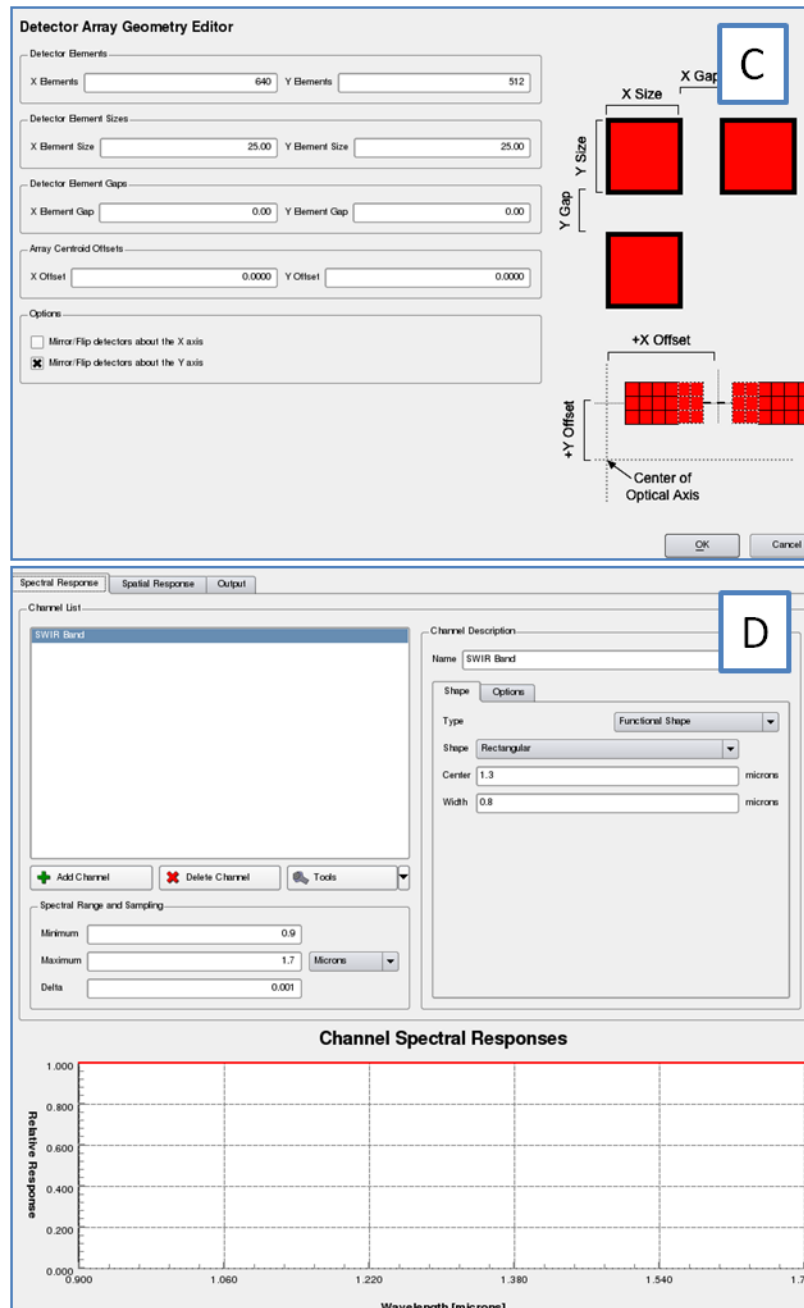 Detector Array Geometry Editor
Detector Elements
X Elements 640 Y Elements 512
Detector Element Sizes
X Element Size 25.00 Y Element Size 25.00
Detector Element Gaps
X Element Gap 0.00 Y Element Gap 0.00
Array Centroid Offsets
X Offset 0.0000 Y Offset 0.0000
Options
Mirror/Flip detectors about the X axis
Mirror/Flip detectors about the Y axis
C
X Gap
X Size
Y Size
Y Gap
+X Offset
+Y Offset
Center of
Optical Axis
OK Cancel
Spectral Response Spatial Response Output
D
Channel List
SWIR Band
Add Channel Delete Channel Tools
Spectral Range and Sampling
Minimum 0.9
Maximum 1.7 Microns
Delta 0.001
Channel Description
Name SWIR Band
Shape Options
Type Functional Shape
Shape Rectangular
Center 1.3 microns
Width 0.8 microns
Channel Spectral Responses
Relative Response
1.000
0.800
0.600
0.400
0.200
0.000
0.900 1.060 1.220 1.380 1.540 1.7
Wavelength [microns]